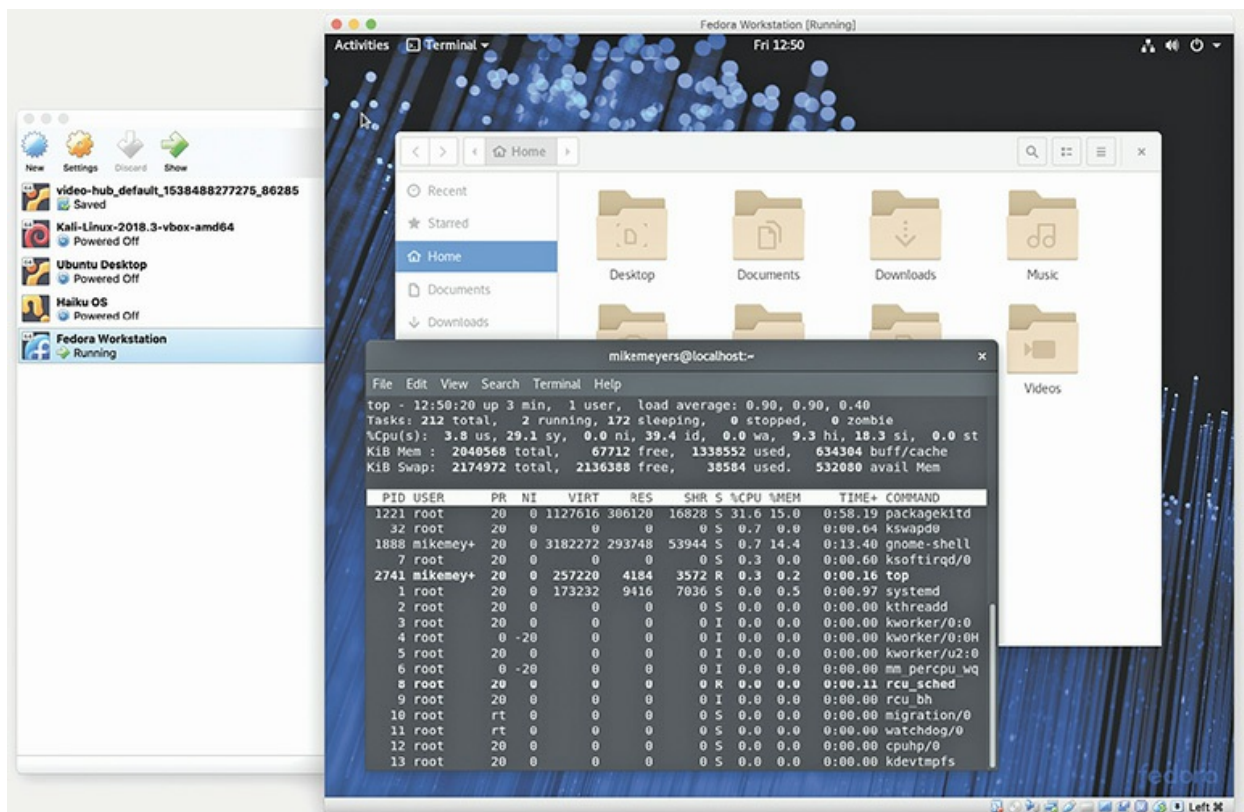 Fedora Workstation [Running]
Activities Terminal Fri 12:50
New Settings Discard Show
video-hub_default_1538488277275_86285
Saved
Kali-Linux-2018.3-vbox-amd64
Powered Off
Ubuntu Desktop
Powered Off
Haiku OS
Powered Off
Fedora Workstation
Running
Home
Recent
Starred
Home
Documents
Downloads
Desktop Documents Downloads Music
Videos
mikemeyers@localhost:~
File Edit View Search Terminal Help
top - 12:50:20 up 3 min, 1 user, load average: 0.90, 0.90, 0.40
Tasks: 212 total, 2 running, 172 sleeping, 0 stopped, 0 zombie
%Cpu(s): 3.8 us, 29.1 sy, 0.0 ni, 39.4 id, 0.0 wa, 9.3 hi, 18.3 si, 0.0 st
KiB Mem : 2040568 total, 67712 free, 1338552 used, 634304 buff/cache
KiB Swap: 2174972 total, 2136388 free, 38584 used. 532080 avail Mem
PID USER PR NI VIRT RES SHR S %CPU %MEM TIME+ COMMAND
1221 root 20 0 1127616 306120 16828 S 31.6 15.0 0:58.19 packagekitd
32 root 20 0 0 0 0 S 0.7 0.0 0:00.64 kswapd0
1888 mikemey+ 20 0 3182272 293748 53944 S 0.7 14.4 0:13.40 gnome-shell
7 root 20 0 0 0 0 S 0.3 0.0 0:00.60 ksoftirqd/0
2741 mikemey+ 20 0 257220 4184 3572 R 0.3 0.2 0:00.16 top
1 root 20 0 173232 9416 7036 S 0.0 0.5 0:00.97 systemd
2 root 20 0 0 0 0 S 0.0 0.0 0:00.00 kthreadd
3 root 20 0 0 0 0 I 0.0 0.0 0:00.00 kworker/0:0
4 root 0 -20 0 0 0 I 0.0 0.0 0:00.00 kworker/0:0H
5 root 20 0 0 0 0 I 0.0 0.0 0:00.00 kworker/u2:0
6 root 0 -20 0 0 0 I 0.0 0.0 0:00.00 mm_percpu_wq
8 root 20 0 0 0 0 R 0.0 0.0 0:00.11 rcu_sched
9 root 20 0 0 0 0 I 0.0 0.0 0:00.00 rcu_bh
10 root rt 0 0 0 0 S 0.0 0.0 0:00.00 migration/0
11 root rt 0 0 0 0 S 0.0 0.0 0:00.00 watchdog/0
12 root 20 0 0 0 0 S 0.0 0.0 0:00.00 cpuhp/0
13 root 20 0 0 0 0 S 0.0 0.0 0:00.00 kdevtmpfs
fedora
Left ⌘